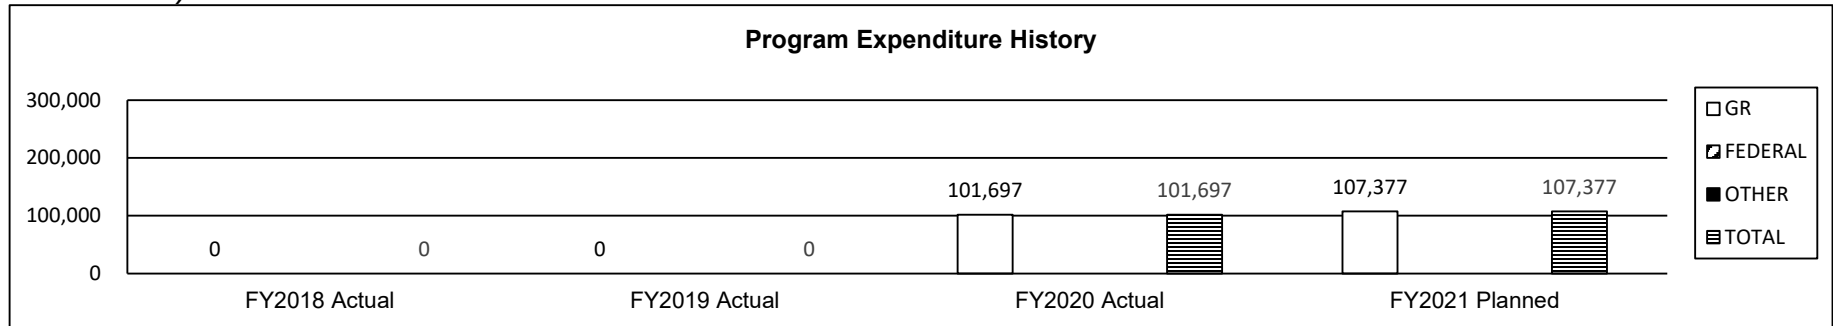 Program Expenditure History
300,000
200,000
100,000
0
0
0
0
0
101,697
101,697
107,377
107,377
FY2018 Actual
FY2019 Actual
FY2020 Actual
FY2021 Planned
GR
FEDERAL
OTHER
TOTAL